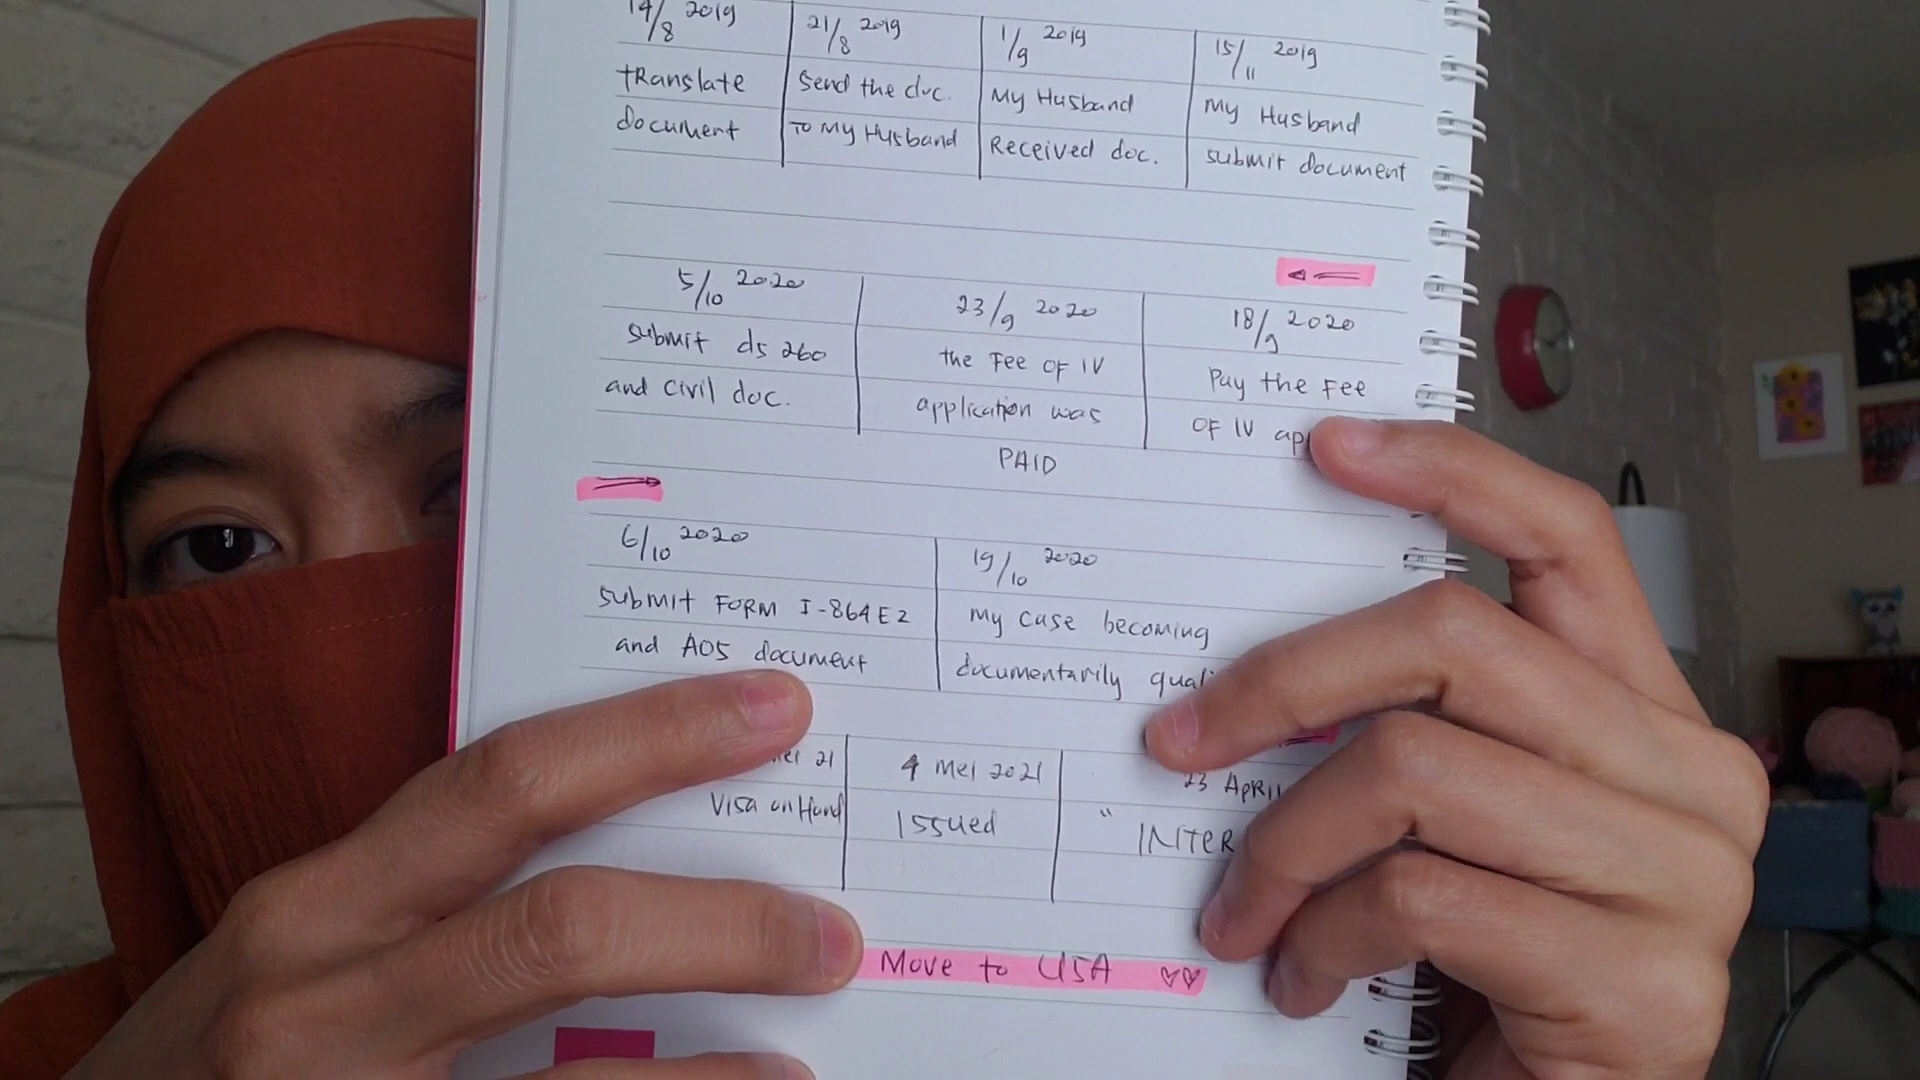 14/8 2019
translate
document
21/8 2019
Send the doc.
To My Husband
1/9 2019
My Husband
Received doc.
15/11 2019
My Husband
submit document
5/10 2020
submit ds 260
and civil doc.
23/9 2020
the Fee OF IV
application was
PAID
18/9 2020
Pay the Fee
OF IV
6/10 2020
submit FORM I-864 EZ
and AOS document
19/10 2020
My case becoming
documentarily
21
Visa on Hand
4 Mei 2021
Issued
23 April
Move to USA